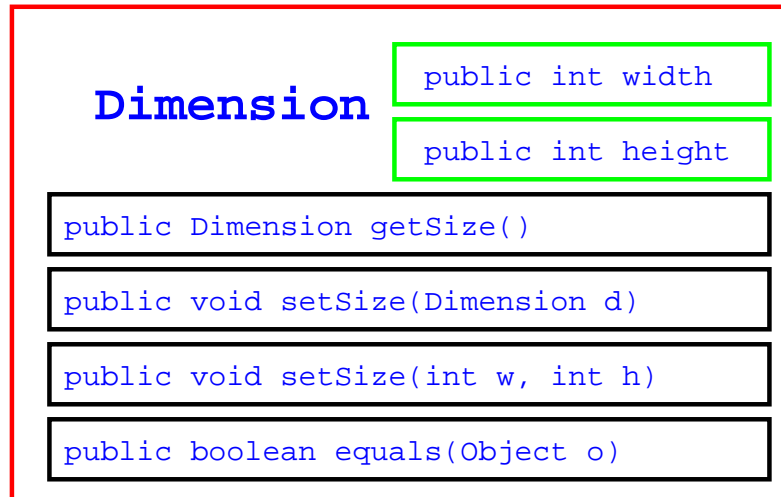 Dimension
public int width
public int height
public Dimension getSize()
public void setSize(Dimension d)
public void setSize(int w, int h)
public boolean equals(Object o)